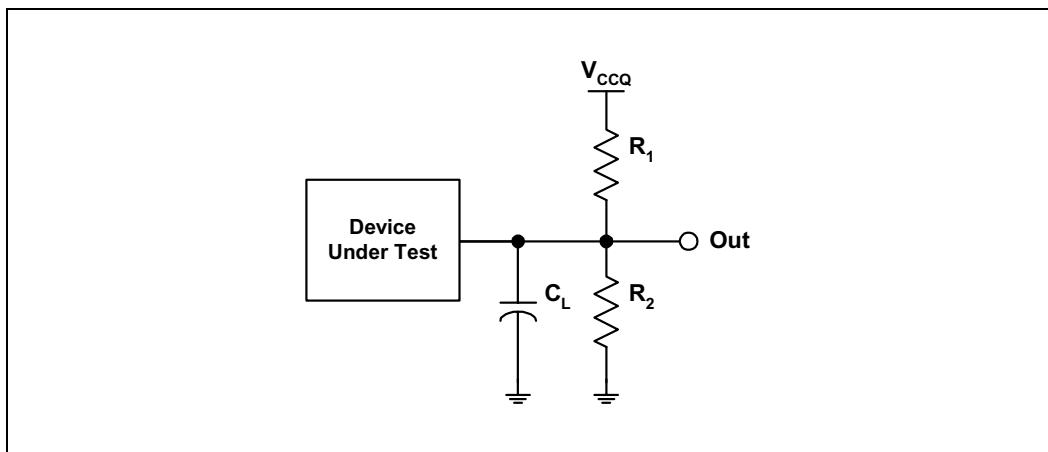 V_CCQ
R_1
Device
Under Test
Out
C_L
R_2